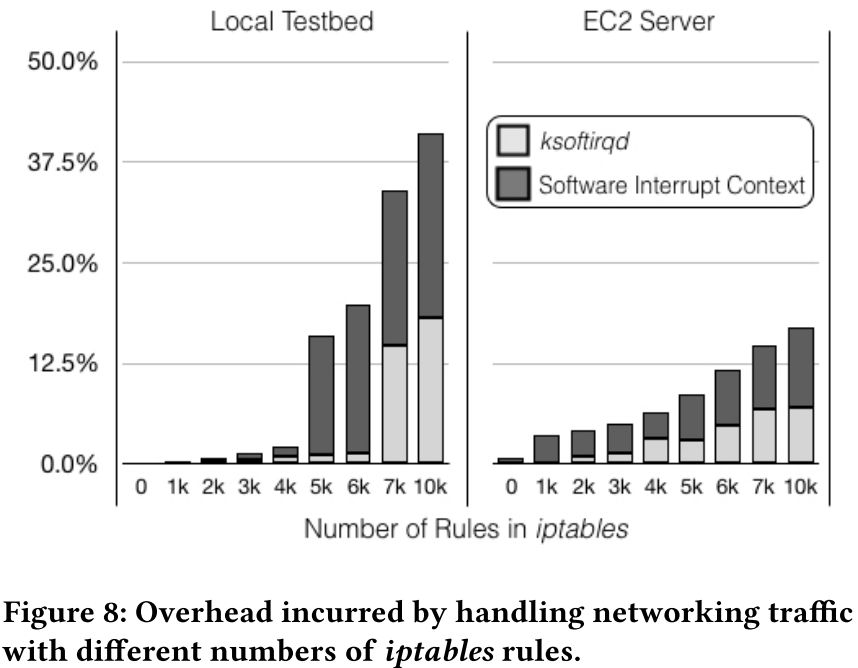 Local Testbed
EC2 Server
50.0%
37.5%
25.0%
12.5%
0.0%
ksoftirqd
Software Interrupt Context
0 1k 2k 3k 4k 5k 6k 7k 10k
0 1k 2k 3k 4k 5k 6k 7k 10k
Number of Rules in iptables
Figure 8: Overhead incurred by handling networking traffic
with different numbers of iptables rules.